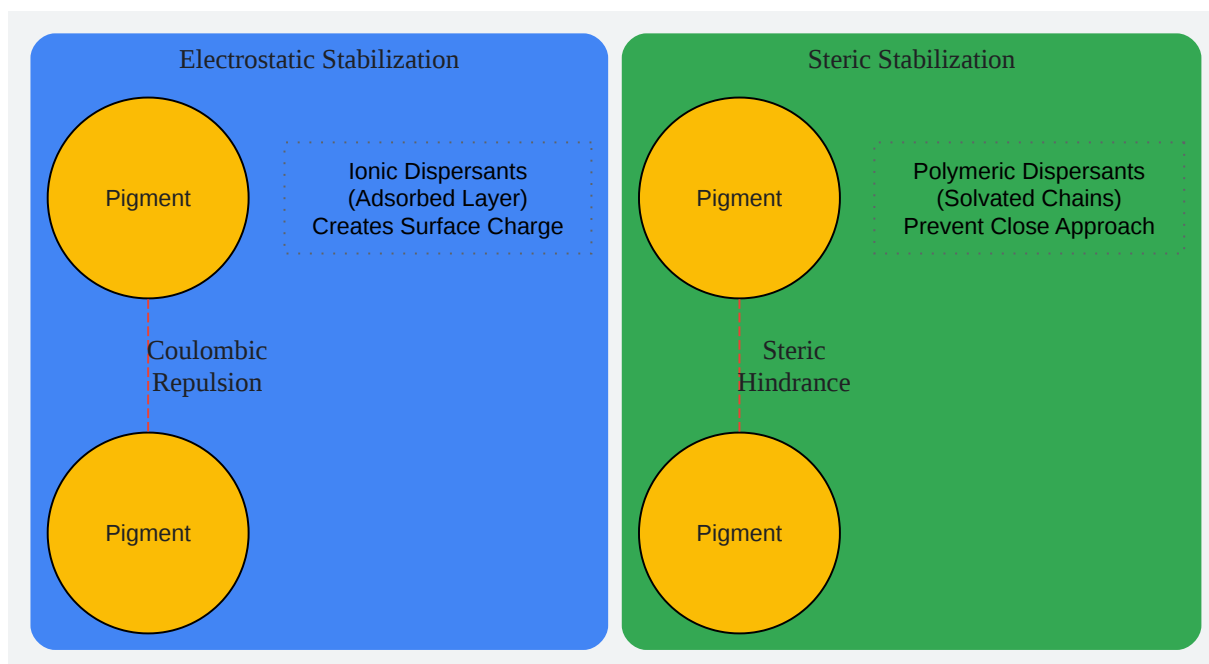 Electrostatic Stabilization
Pigment
Ionic Dispersants
(Adsorbed Layer)
Creates Surface Charge
Coulombic
Repulsion
Pigment
Steric Stabilization
Pigment
Polymeric Dispersants
(Solvated Chains)
Prevent Close Approach
Steric
Hindrance
Pigment